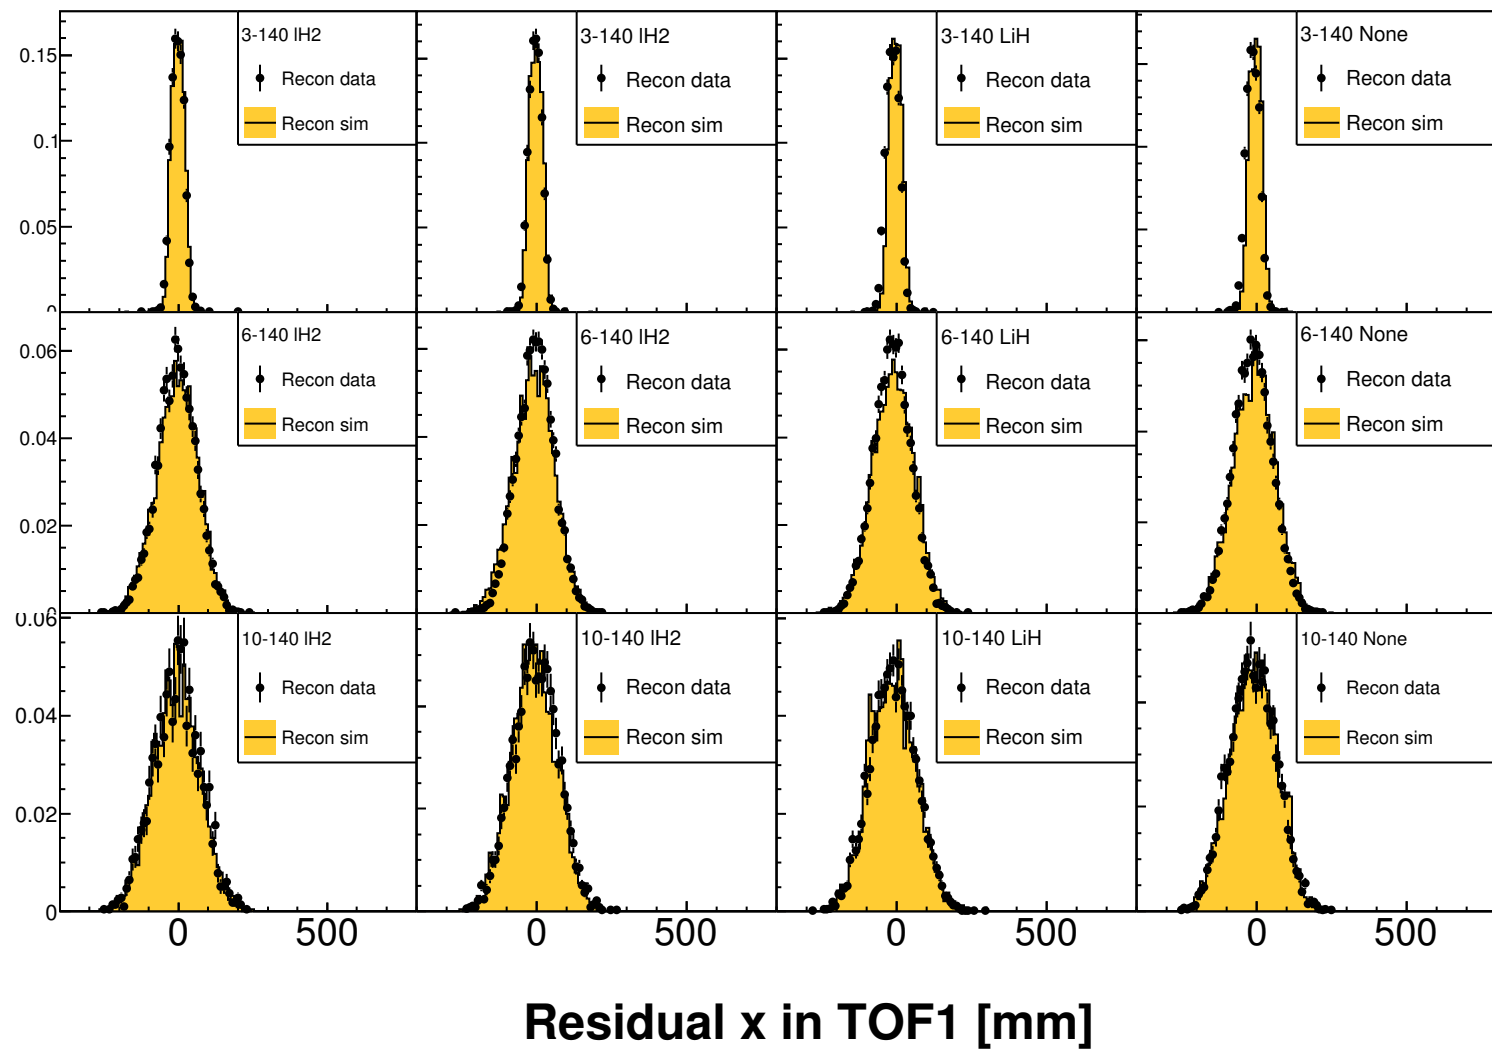 3-140 lH2
Recon data
Recon sim
3-140 lH2
Recon data
Recon sim
3-140 LiH
Recon data
Recon sim
3-140 None
Recon data
Recon sim
0.15
0.1
0.05
0
6-140 lH2
Recon data
Recon sim
6-140 lH2
Recon data
Recon sim
6-140 LiH
Recon data
Recon sim
6-140 None
Recon data
Recon sim
0.06
0.04
0.02
10-140 lH2
Recon data
Recon sim
10-140 lH2
Recon data
Recon sim
10-140 LiH
Recon data
Recon sim
10-140 None
Recon data
Recon sim
0.06
0.04
0.02
0
0 500 0 500 0 500 0 500
Residual x in TOF1 [mm]